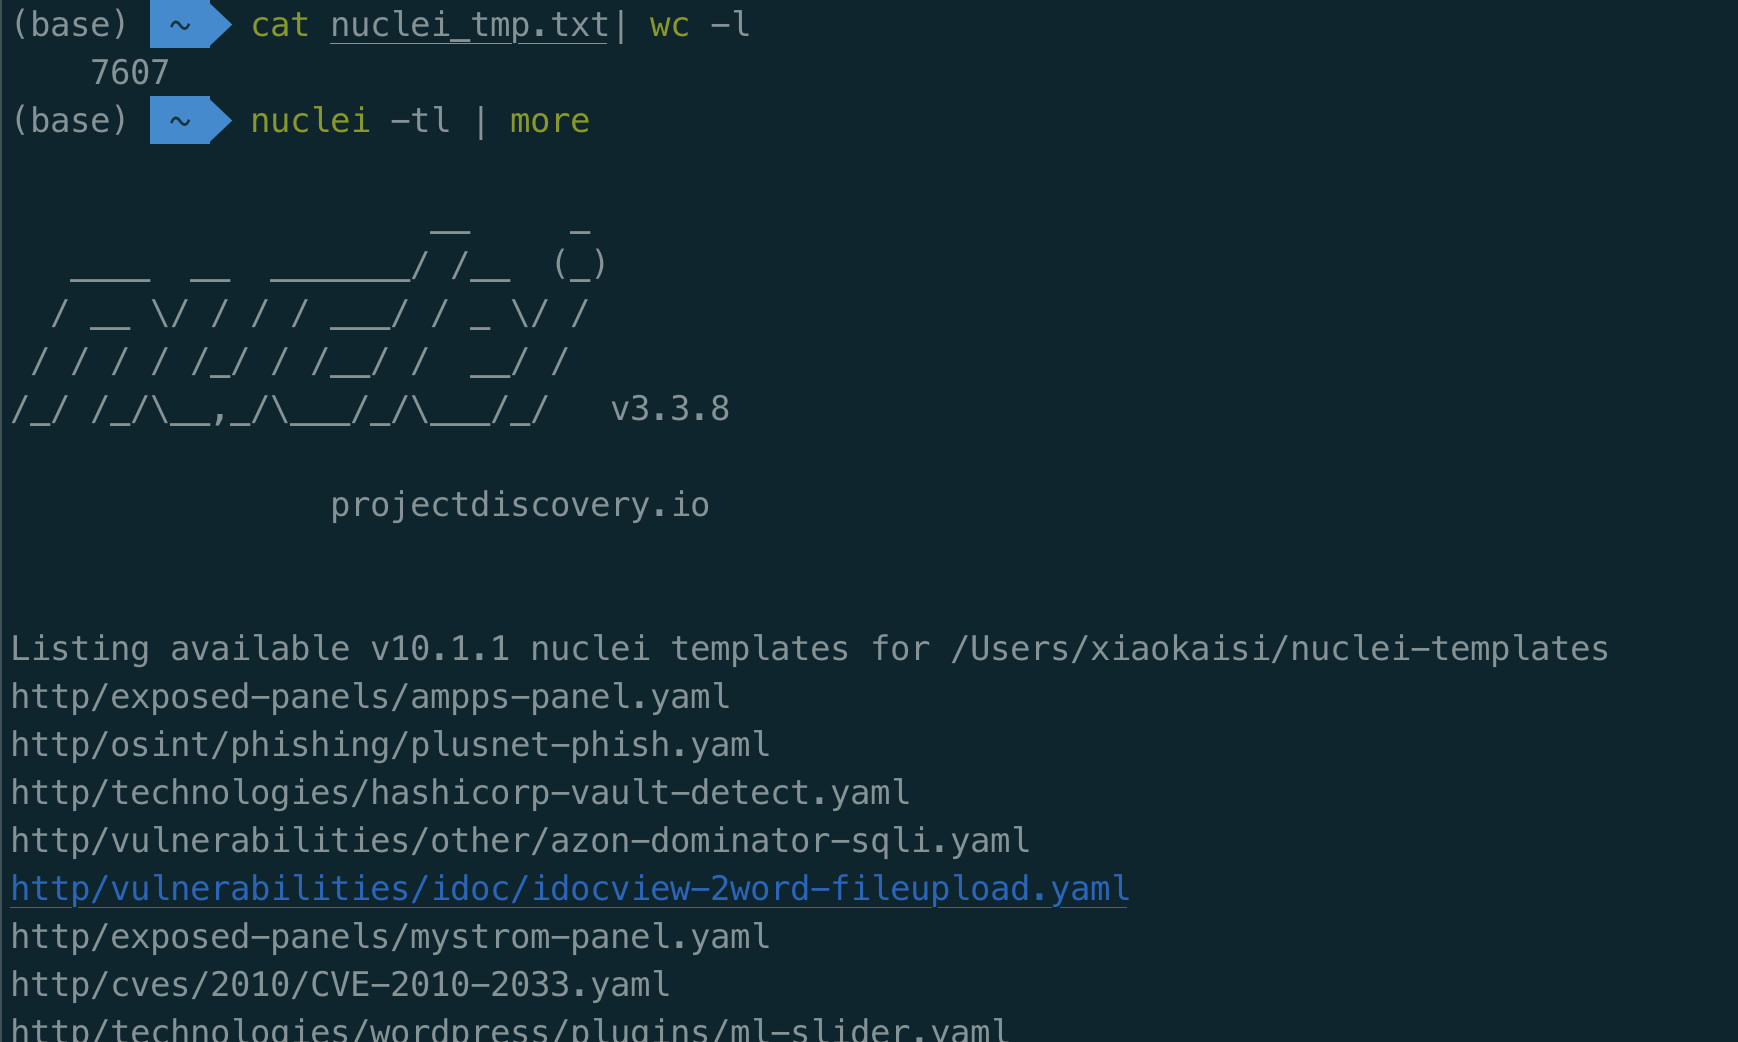 (base) ~ cat nuclei_tmp.txt| wc -l
    7607
(base) ~ nuclei -tl | more
                     __     _
   ____  __  _______/ /__  (_)
  / __ \/ / / / ___/ / _ \/ /
 / / / / /_/ / /__/ /  __/ /
/_/ /_/\__,_/\___/_/\___/_/   v3.3.8
                projectdiscovery.io
Listing available v10.1.1 nuclei templates for /Users/xiaokaisi/nuclei-templates
http/exposed-panels/ampps-panel.yaml
http/osint/phishing/plusnet-phish.yaml
http/technologies/hashicorp-vault-detect.yaml
http/vulnerabilities/other/azon-dominator-sqli.yaml
http/vulnerabilities/idoc/idocview-2word-fileupload.yaml
http/exposed-panels/mystrom-panel.yaml
http/cves/2010/CVE-2010-2033.yaml
http/technologies/wordpress/plugins/ml-slider.yaml